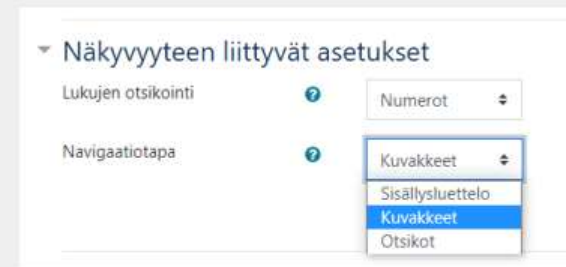 Näkyvyyteen liittyvät asetukset
Lukujen otsikointi
Numerot
Navigaatiotapa
Kuvakkeet
Sisällysluettelo
Kuvakkeet
Otsikot